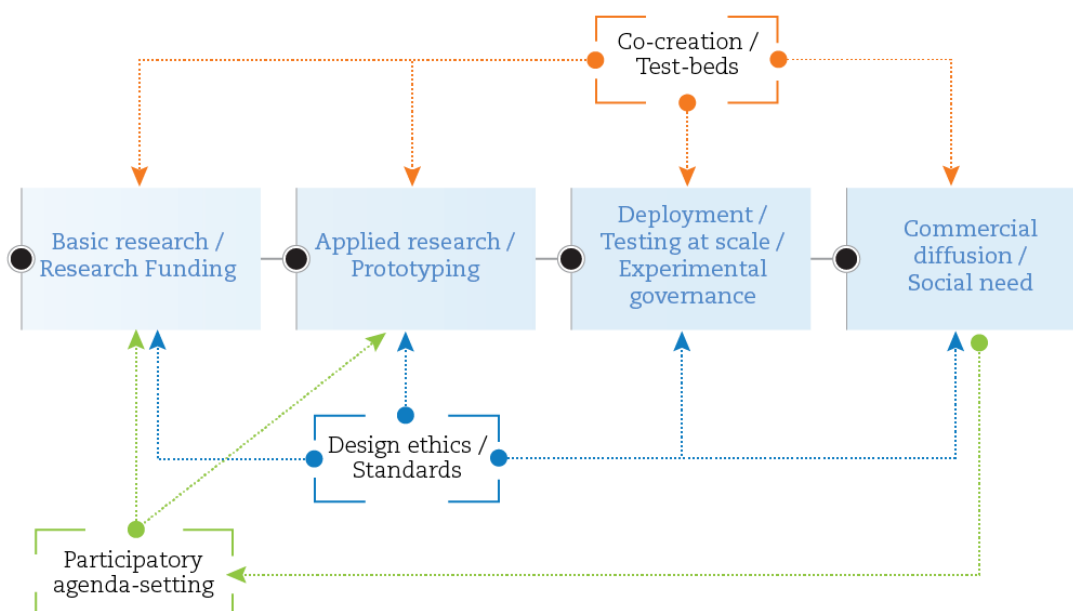 Co-creation /
Test-beds
Basic research /
Research Funding
Applied research /
Prototyping
Deployment /
Testing at scale /
Experimental
governance
Commercial
diffusion /
Social need
Design ethics /
Standards
Participatory
agenda-setting